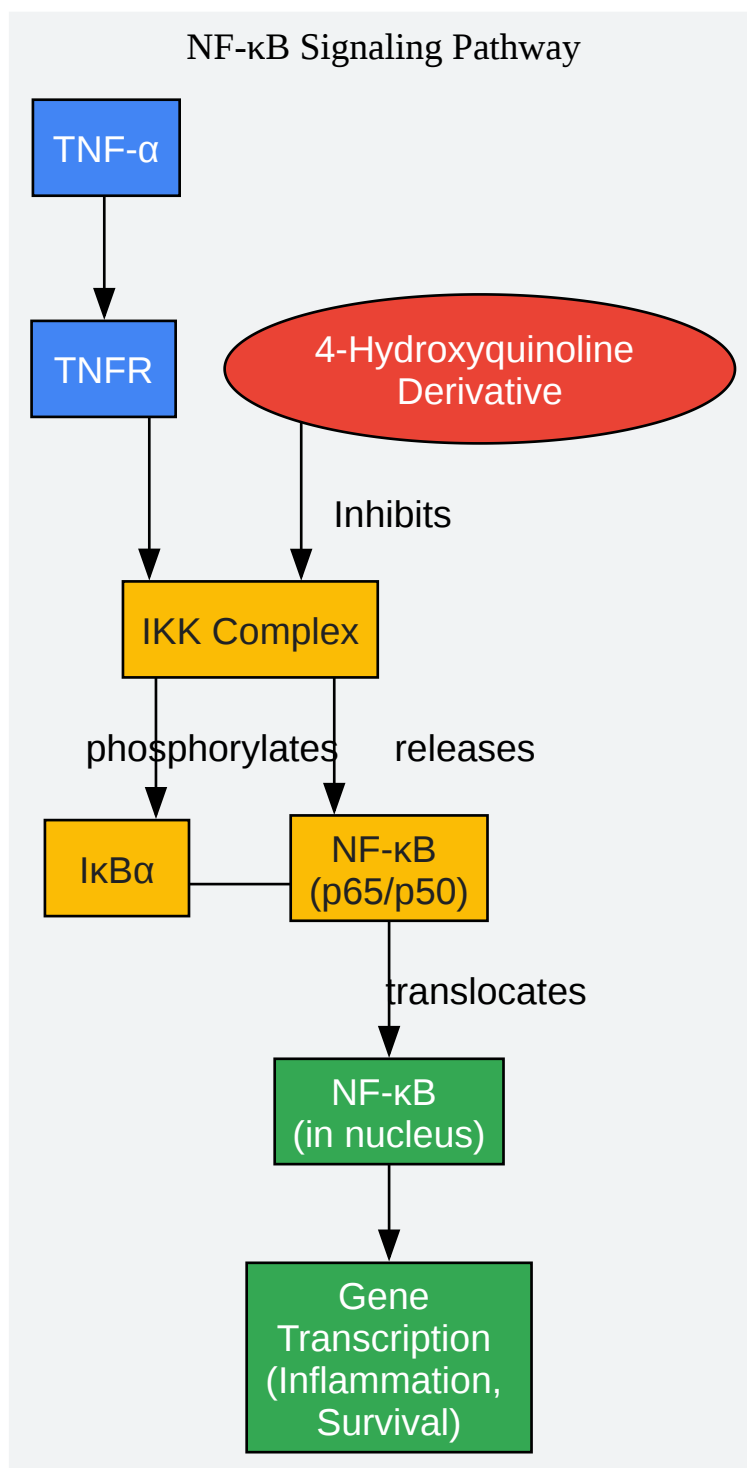 NF-κB Signaling Pathway
TNF-α
TNFR
4-Hydroxyquinoline
Derivative
Inhibits
IKK Complex
phosphorylates
releases
IκBα
NF-κB
(p65/p50)
translocates
NF-κB
(in nucleus)
Gene
Transcription
(Inflammation,
Survival)